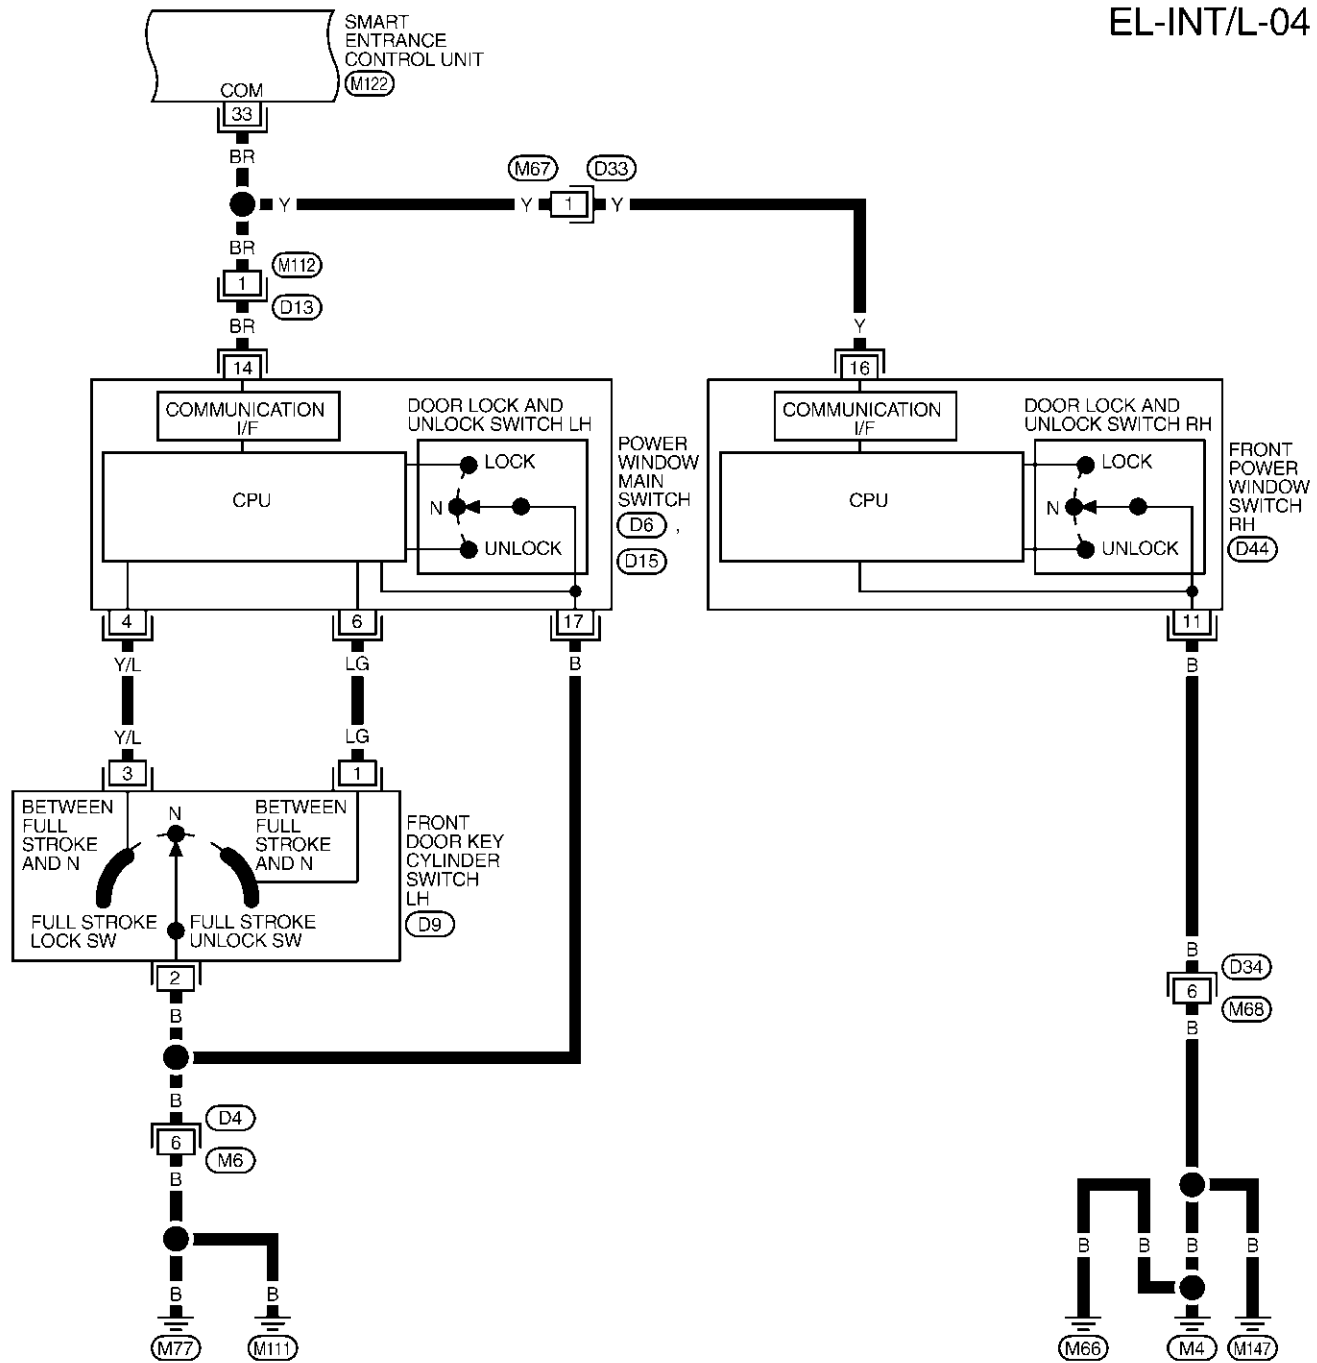 EL-INT/L-04
SMART
ENTRANCE
CONTROL UNIT
M122
COM
33
BR
M67
D33
Y
Y
1
Y
BR
M112
1
D13
BR
Y
14
16
COMMUNICATION
I/F
DOOR LOCK AND
UNLOCK SWITCH LH
COMMUNICATION
I/F
DOOR LOCK AND
UNLOCK SWITCH RH
POWER
WINDOW
MAIN
SWITCH
D6 ,
D15
FRONT
POWER
WINDOW
SWITCH
RH
D44
CPU
LOCK
N
UNLOCK
CPU
LOCK
N
UNLOCK
4
6
17
11
Y/L
LG
B
B
Y/L
LG
3
1
BETWEEN
FULL
STROKE
AND N
N
BETWEEN
FULL
STROKE
AND N
FRONT
DOOR KEY
CYLINDER
SWITCH
LH
D9
FULL STROKE
LOCK SW
FULL STROKE
UNLOCK SW
2
B
B
D34
6
M68
B
B
D4
6
M6
B
B
B
B
B
B
B
M77
M111
M66
M4
M147